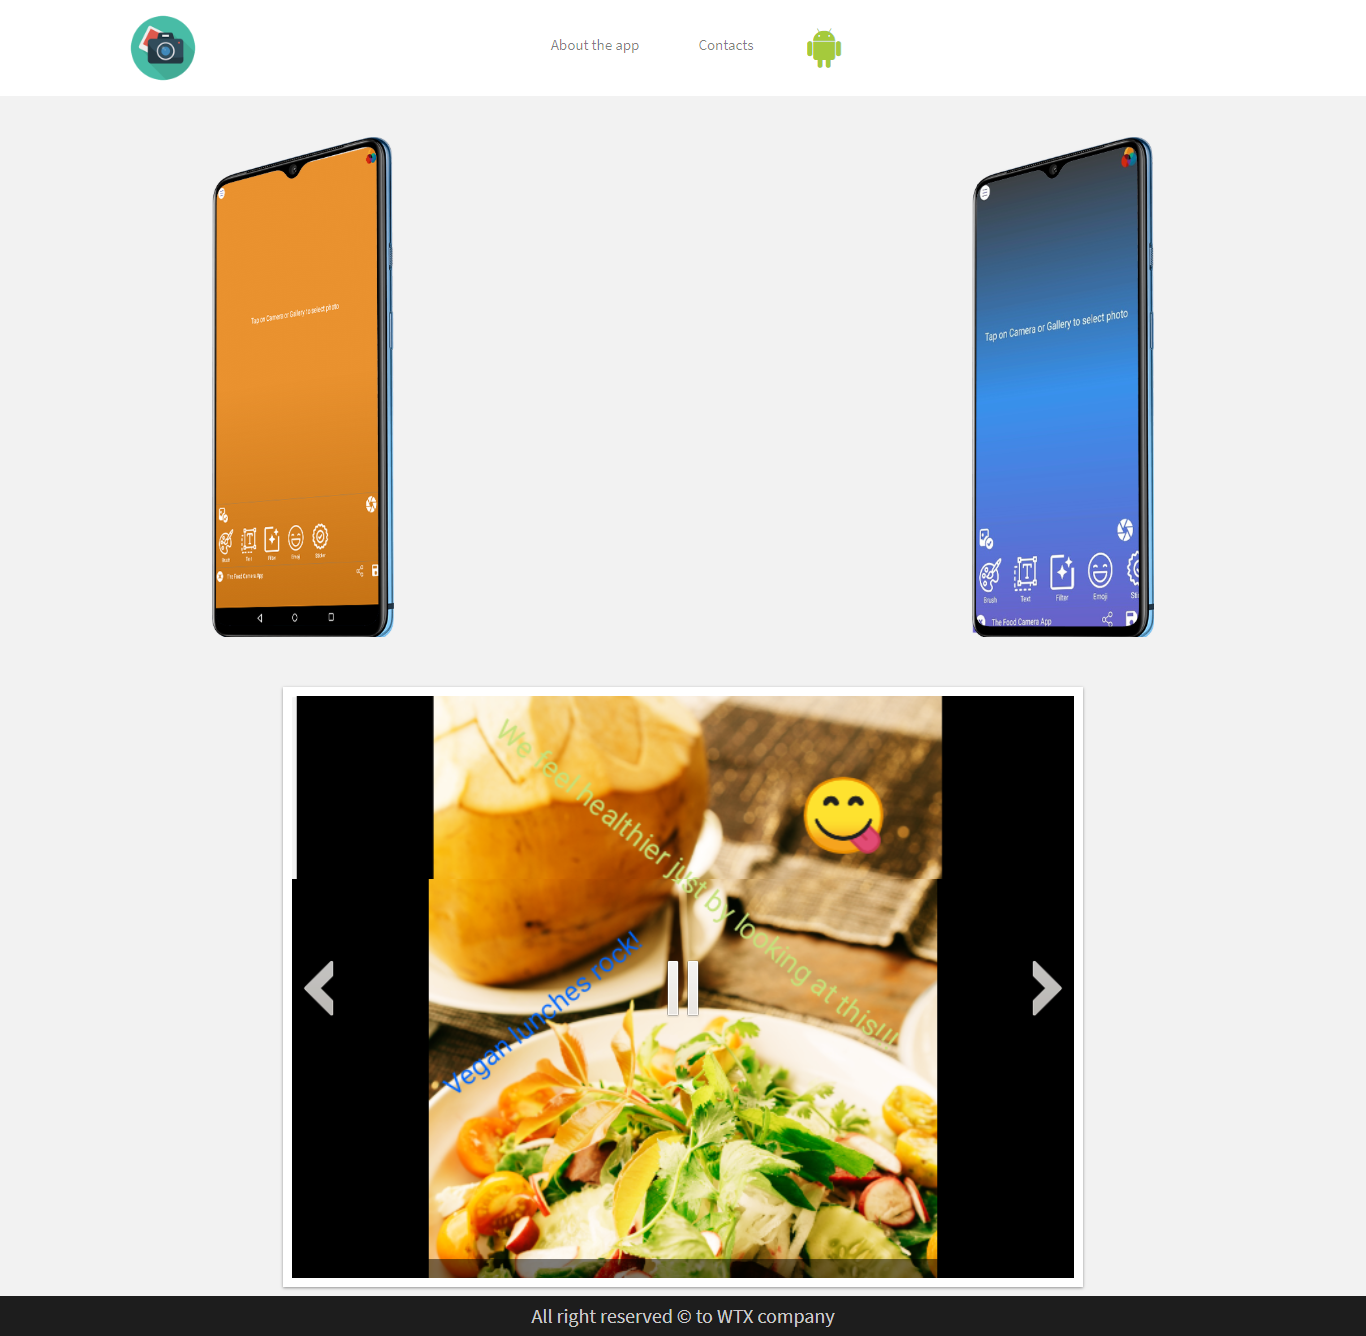 About the app
Contacts
Tap on Camera or Gallery to select photo
Brush
Text
Filter
Emoji
Sticker
The Food Camera App
Tap on Camera or Gallery to select photo
Brush
Text
Filter
Emoji
Sti
The Food Camera App
We feel healthier just by looking at this!!!
Vegan lunches rock!
All right reserved © to WTX company